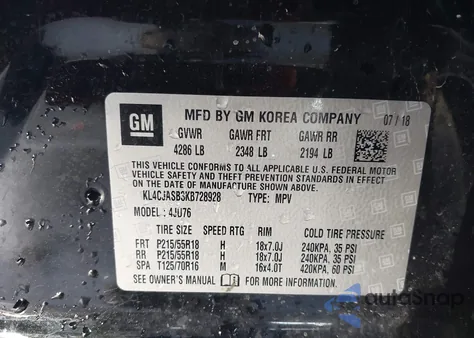 GM
MFD BY GM KOREA COMPANY 07/18
GVWR GAWR FRT GAWR RR
4286 LB 2348 LB 2194 LB
THIS VEHICLE CONFORMS TO ALL APPLICABLE U.S. FEDERAL MOTOR
VEHICLE SAFETY AND THEFT PREVENTION STANDARDS IN EFFECT
ON THE DATE OF MANUFACTURE SHOWN ABOVE.
KL4CJASB3KB728928 TYPE: MPV
MODEL: 4JU76
TIRE SIZE SPEED RTG RIM COLD TIRE PRESSURE
FRT P215/55R18 H 18x7.0J 240KPA, 35 PSI
RR P215/55R18 H 18x7.0J 240KPA, 35 PSI
SPA T125/70R16 M 16x4.0T 420KPA, 60 PSI
SEE OWNER'S MANUAL FOR MORE INFORMATION.
autoSnap